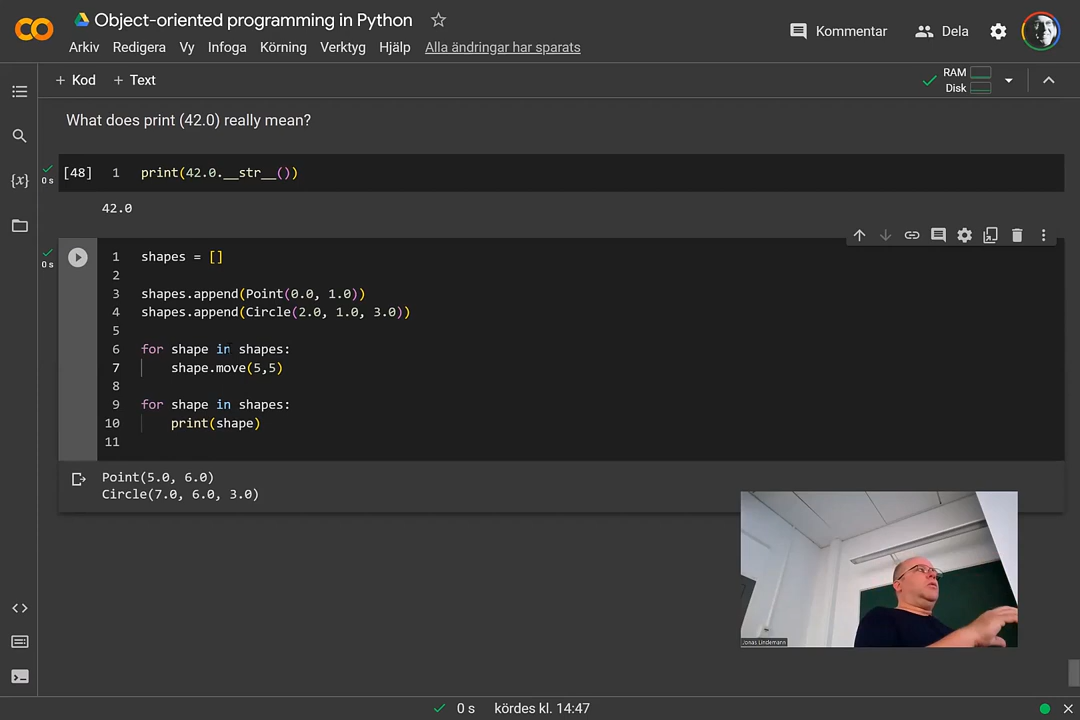 Object-oriented programming in Python
Arkiv Redigera Vy Infoga Körning Verktyg Hjälp Alla ändringar har sparats
Kommentar Dela
+ Kod + Text
RAM
Disk
What does print (42.0) really mean?
0 s [48] 1 print(42.0.__str__())
42.0
0 s
1 shapes = []
2
3 shapes.append(Point(0.0, 1.0))
4 shapes.append(Circle(2.0, 1.0, 3.0))
5
6 for shape in shapes:
7 shape.move(5,5)
8
9 for shape in shapes:
10 print(shape)
11
Point(5.0, 6.0)
Circle(7.0, 6.0, 3.0)
Jonas Lindemann
0 s kördes kl. 14:47